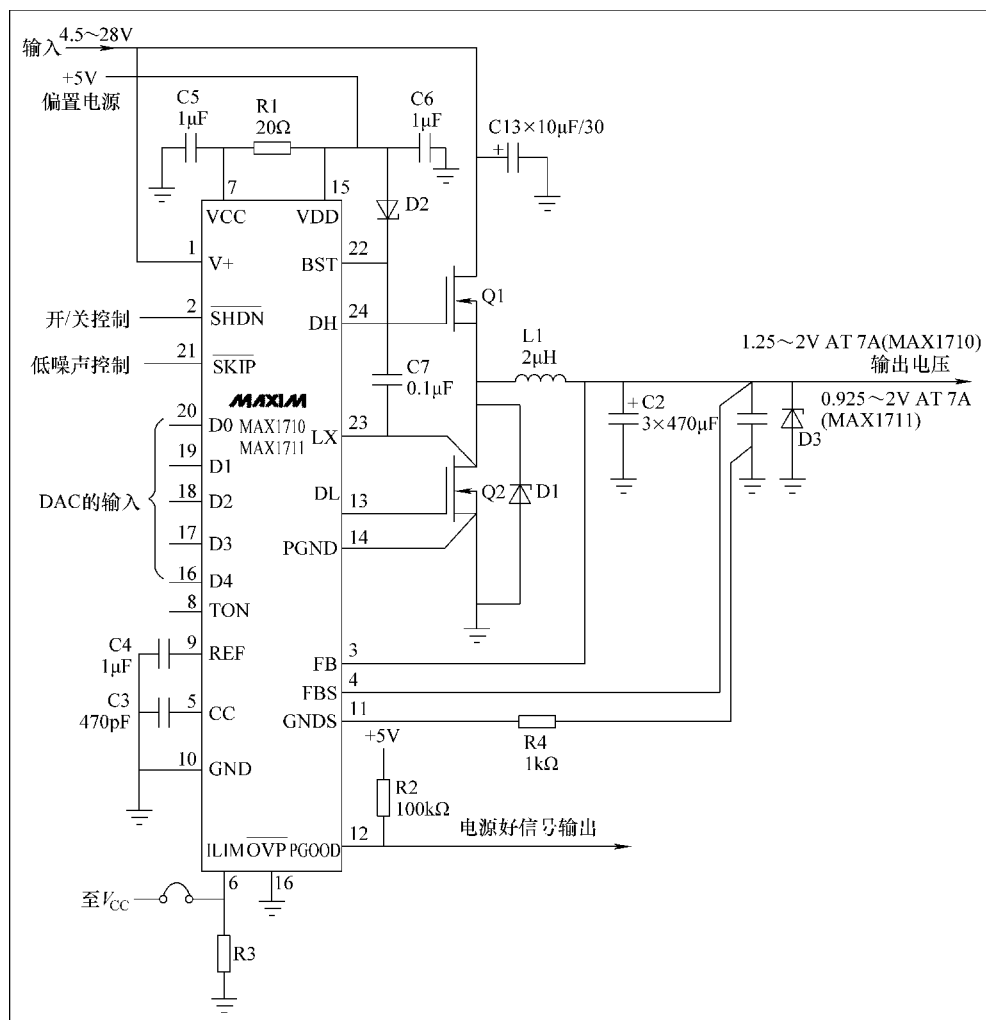 输入
4.5～28V
+5V
偏置电源
C5
1μF
R1
20Ω
C6
1μF
C13×10μF/30
+
7
15
VCC
VDD
D2
1
V+
22
BST
2
SHDN
开/关控制
24
DH
Q1
21
SKIP
低噪声控制
C7
0.1μF
L1
2μH
1.25～2V AT 7A(MAX1710)
输出电压
0.925～2V AT 7A
(MAX1711)
MAXIM
MAX1710
MAX1711
20
D0
23
LX
+
C2
3×470μF
D3
19
D1
18
D2
DL
13
Q2
D1
DAC的输入
17
D3
14
PGND
16
D4
8
TON
C4
1μF
9
REF
3
FB
4
FBS
C3
470pF
5
CC
11
GNDS
R4
1kΩ
10
GND
+5V
R2
100kΩ
12
电源好信号输出
ILIM
OVP
PGOOD
6
16
至VCC
R3